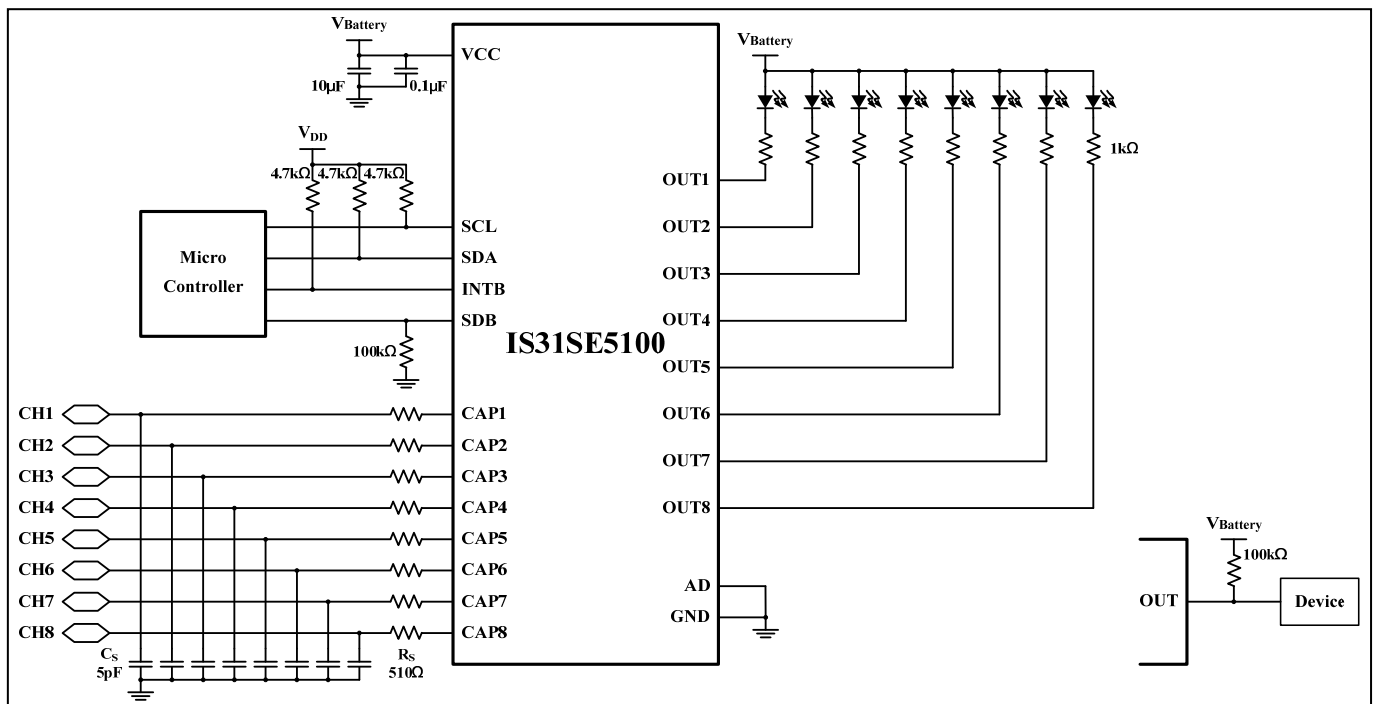 VBattery
VCC
10µF
0.1µF
VDD
4.7kΩ 4.7kΩ 4.7kΩ
Micro
Controller
SCL
SDA
INTB
SDB
100kΩ
IS31SE5100
CH1
CH2
CH3
CH4
CH5
CH6
CH7
CH8
CAP1
CAP2
CAP3
CAP4
CAP5
CAP6
CAP7
CAP8
CS
5pF
RS
510Ω
VBattery
1kΩ
OUT1
OUT2
OUT3
OUT4
OUT5
OUT6
OUT7
OUT8
AD
GND
VBattery
100kΩ
OUT
Device